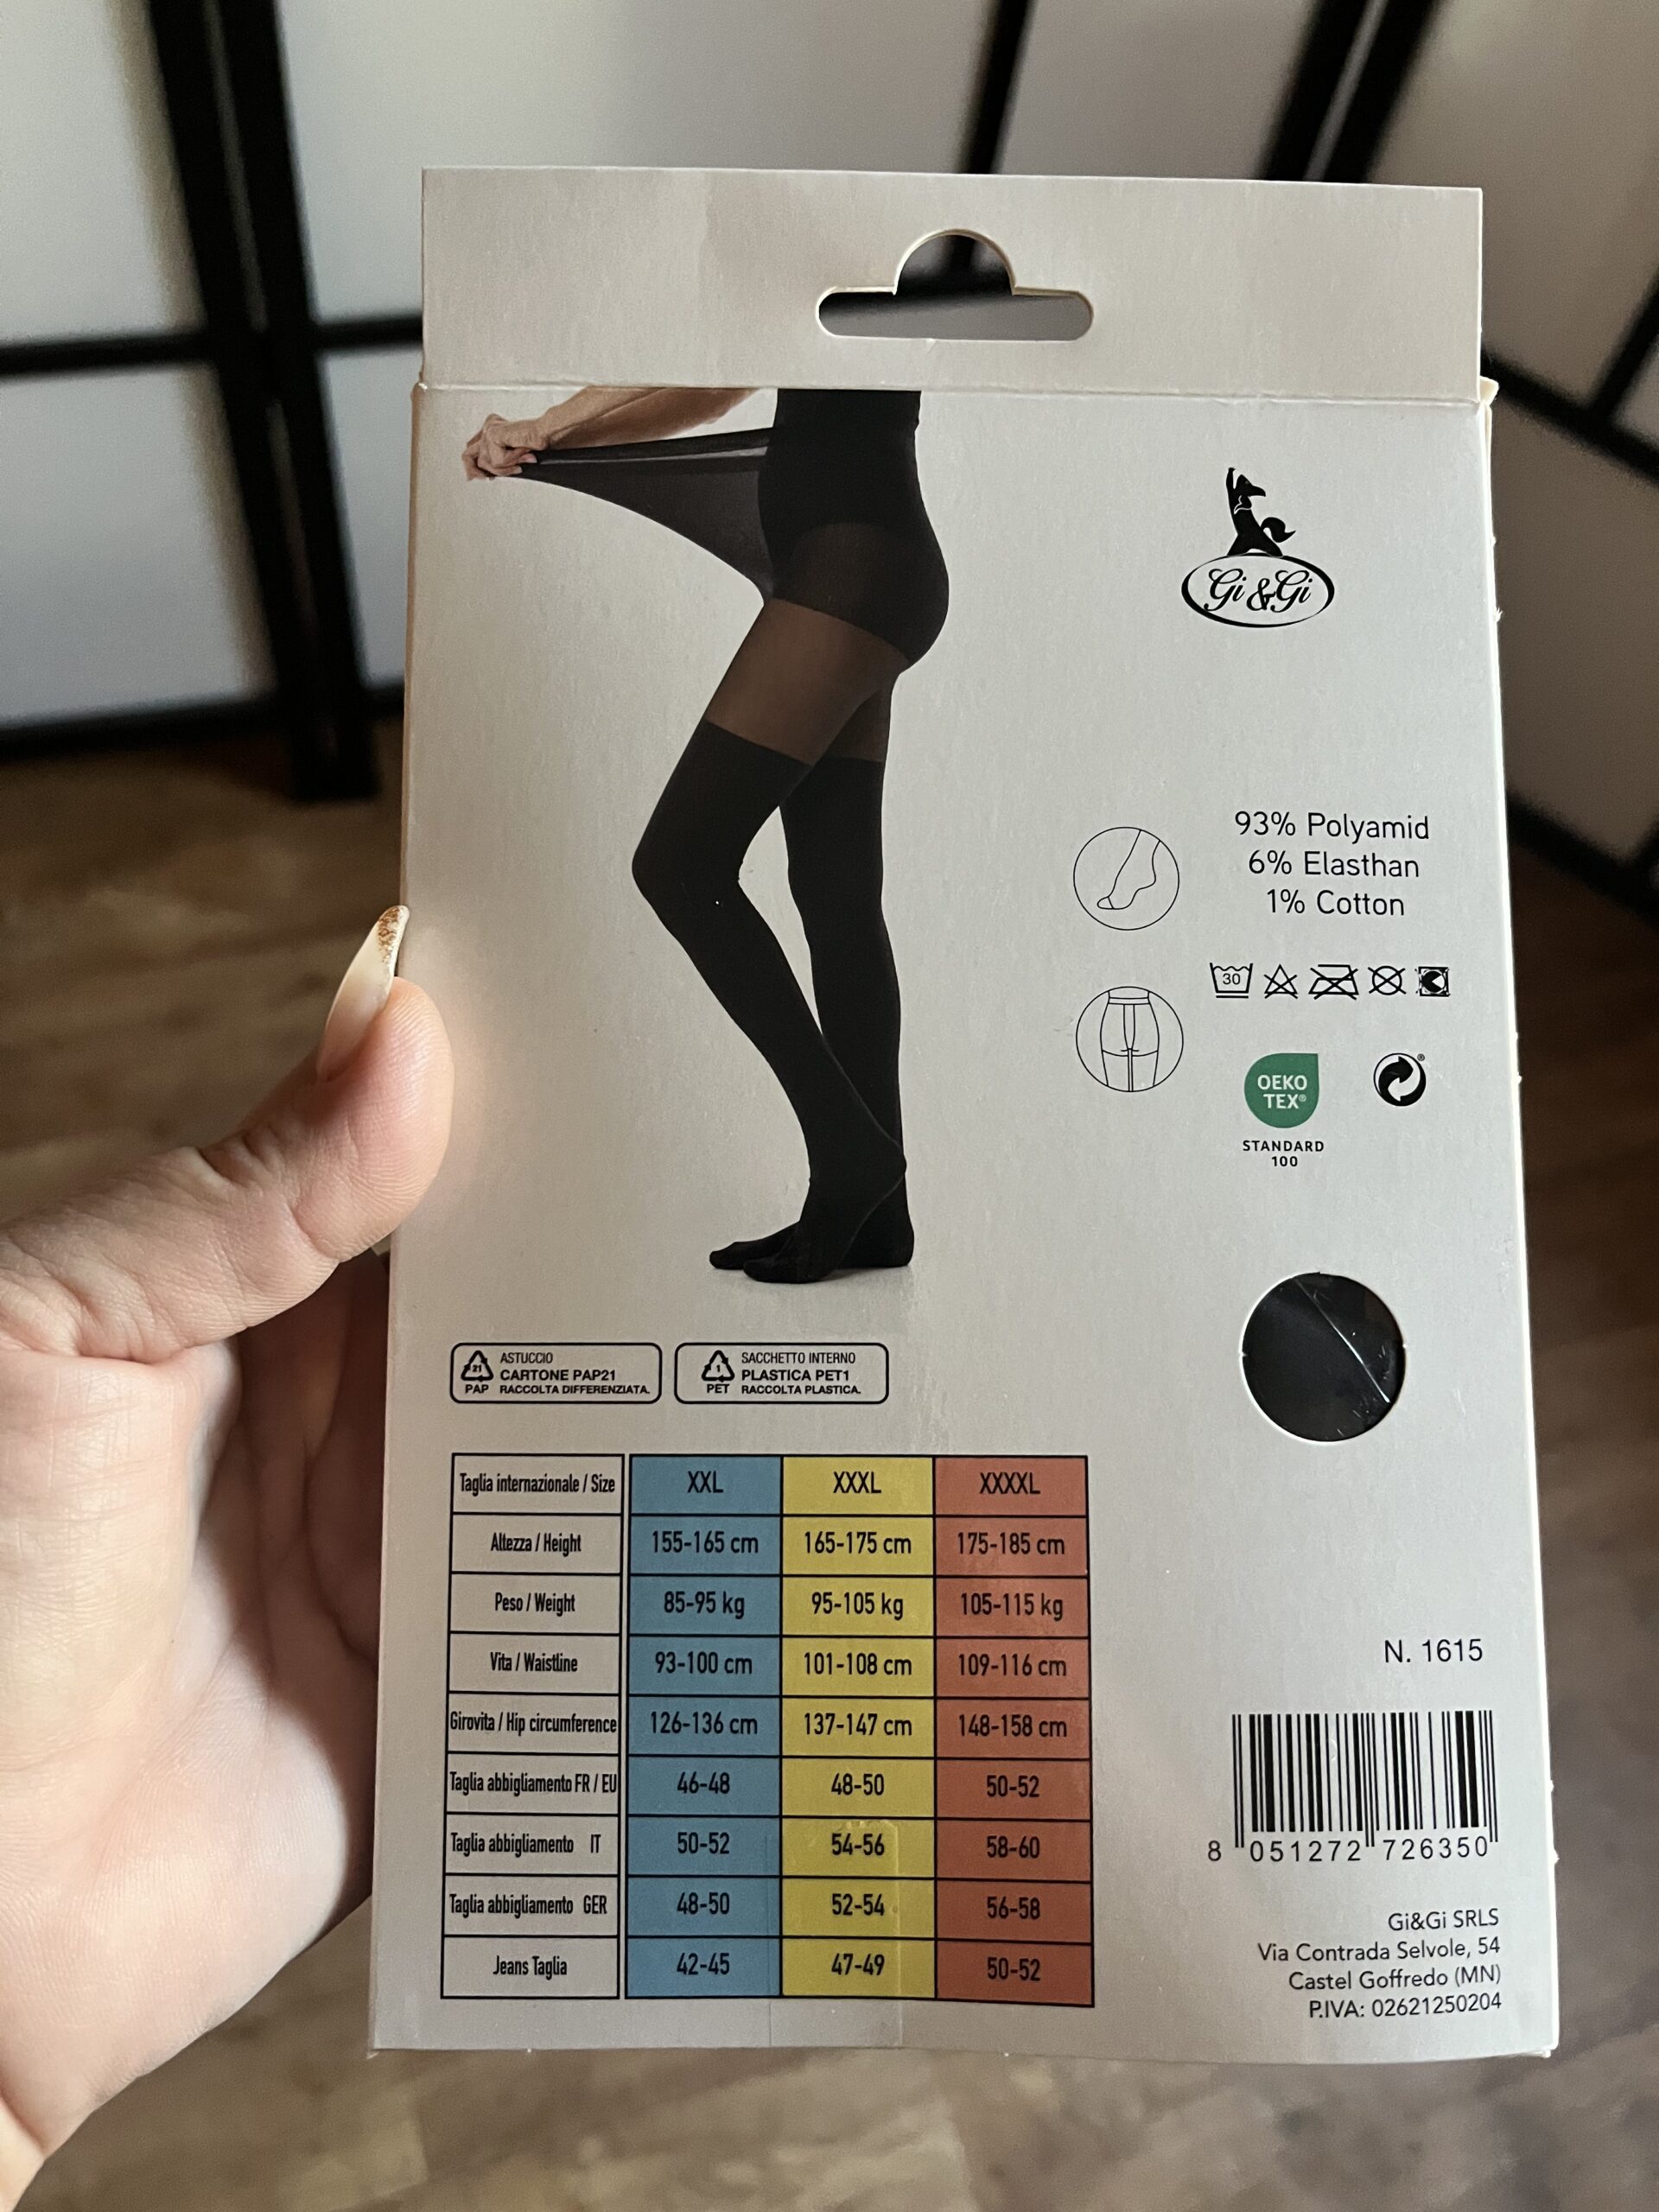 Gi & Gi
93% Polyamid
6% Elasthan
1% Cotton
30
OEKO
TEX®
STANDARD
100
®
21
PAP
ASTUCCIO
CARTONE PAP21
RACCOLTA DIFFERENZIATA.
1
PET
SACCHETTO INTERNO
PLASTICA PET1
RACCOLTA PLASTICA.
Taglia internazionale / Size XXL XXXL XXXXL
Altezza / Height 155-165 cm 165-175 cm 175-185 cm
Peso / Weight 85-95 kg 95-105 kg 105-115 kg
Vita / Waistline 93-100 cm 101-108 cm 109-116 cm
Girovita / Hip circumference 126-136 cm 137-147 cm 148-158 cm
Taglia abbigliamento FR / EU 46-48 48-50 50-52
Taglia abbigliamento IT 50-52 54-56 58-60
Taglia abbigliamento GER 48-50 52-54 56-58
Jeans Taglia 42-45 47-49 50-52
N. 1615
8 051272 726350
Gi&Gi SRLS
Via Contrada Selvole, 54
Castel Goffredo (MN)
P.IVA: 02621250204